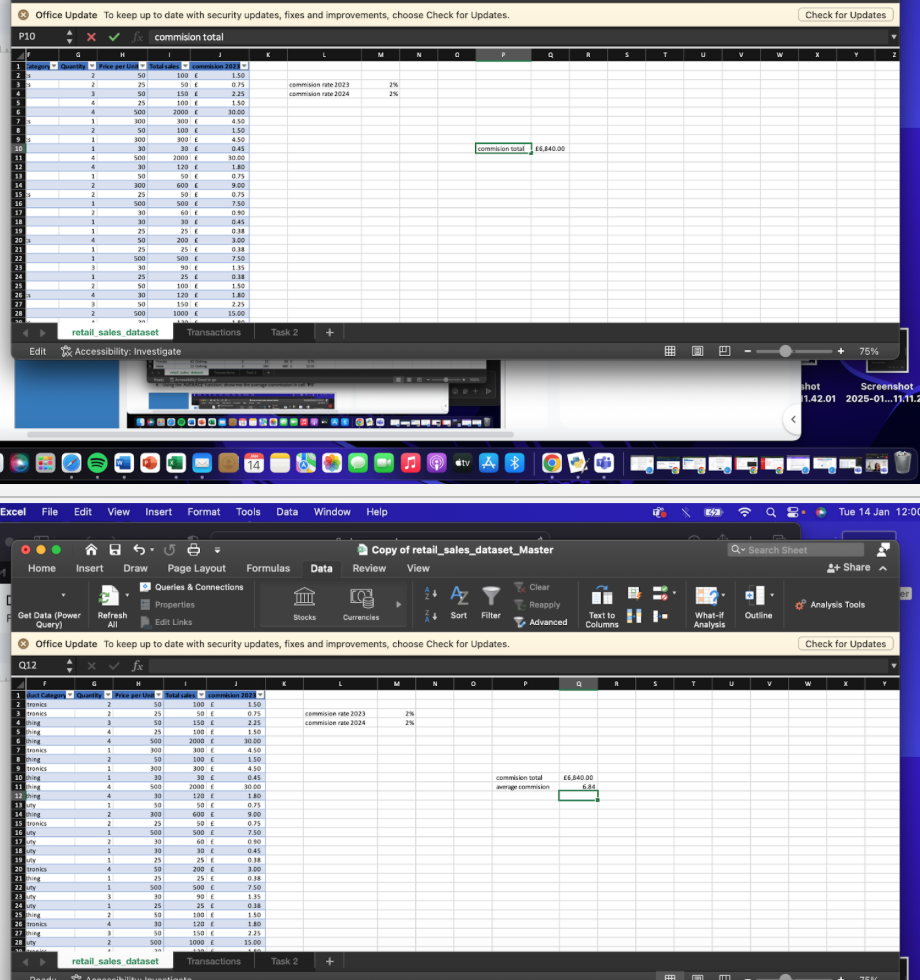 Office Update To keep up to date with security updates, fixes and improvements, choose Check for Updates. Check for Updates
P10 fx commision total
F G H I J K L M N O P Q R S T U V W X Y Z
1 Category Quantity Price per Unit Total sales commision 2023
2 s 2 50 100 £ 1.50
3 s 2 25 50 £ 0.75 commision rate 2023 2%
4 3 50 150 £ 2.25 commision rate 2024 2%
5 4 25 100 £ 1.50
6 4 500 2000 £ 30.00
7 s 1 300 300 £ 4.50
8 2 50 100 £ 1.50
9 s 1 300 300 £ 4.50
10 1 30 30 £ 0.45 commision total £6,840.00
11 4 500 2000 £ 30.00
12 4 30 120 £ 1.80
13 1 50 50 £ 0.75
14 2 300 600 £ 9.00
15 s 2 25 50 £ 0.75
16 1 500 500 £ 7.50
17 2 30 60 £ 0.90
18 1 30 30 £ 0.45
19 1 25 25 £ 0.38
20 s 4 50 200 £ 3.00
21 1 25 25 £ 0.38
22 1 500 500 £ 7.50
23 3 30 90 £ 1.35
24 1 25 25 £ 0.38
25 2 50 100 £ 1.50
26 s 4 30 120 £ 1.80
27 3 50 150 £ 2.25
28 2 500 1000 £ 15.00
retail_sales_dataset Transactions Task 2 +
Edit Accessibility: Investigate 75%
shot Screenshot
11.42.01 2025-01...11.11.2
14 tv
Excel File Edit View Insert Format Tools Data Window Help Tue 14 Jan 12:00
Copy of retail_sales_dataset_Master Search Sheet
Home Insert Draw Page Layout Formulas Data Review View Share
Get Data (Power Query) Refresh All Queries & Connections Properties Edit Links Stocks Currencies Sort Filter Clear Reapply Advanced Text to Columns What-if Analysis Outline Analysis Tools
Office Update To keep up to date with security updates, fixes and improvements, choose Check for Updates. Check for Updates
Q12 fx
F G H I J K L M N O P Q R S T U V W X Y
1 duct Category Quantity Price per Unit Total sales commision 2023
2 tronics 2 50 100 £ 1.50
3 tronics 2 25 50 £ 0.75 commision rate 2023 2%
4 thing 3 50 150 £ 2.25 commision rate 2024 2%
5 thing 4 25 100 £ 1.50
6 thing 4 500 2000 £ 30.00
7 tronics 1 300 300 £ 4.50
8 thing 2 50 100 £ 1.50
9 tronics 1 300 300 £ 4.50
10 thing 1 30 30 £ 0.45 commision total £6,840.00
11 thing 4 500 2000 £ 30.00 average commision 6.84
12 thing 4 30 120 £ 1.80
13 uty 1 50 50 £ 0.75
14 thing 2 300 600 £ 9.00
15 tronics 2 25 50 £ 0.75
16 uty 1 500 500 £ 7.50
17 uty 2 30 60 £ 0.90
18 uty 1 30 30 £ 0.45
19 uty 1 25 25 £ 0.38
20 tronics 4 50 200 £ 3.00
21 thing 1 25 25 £ 0.38
22 uty 1 500 500 £ 7.50
23 uty 3 30 90 £ 1.35
24 uty 1 25 25 £ 0.38
25 thing 2 50 100 £ 1.50
26 tronics 4 30 120 £ 1.80
27 thing 3 50 150 £ 2.25
28 uty 2 500 1000 £ 15.00
retail_sales_dataset Transactions Task 2 +
Ready Accessibility: Investigate 75%